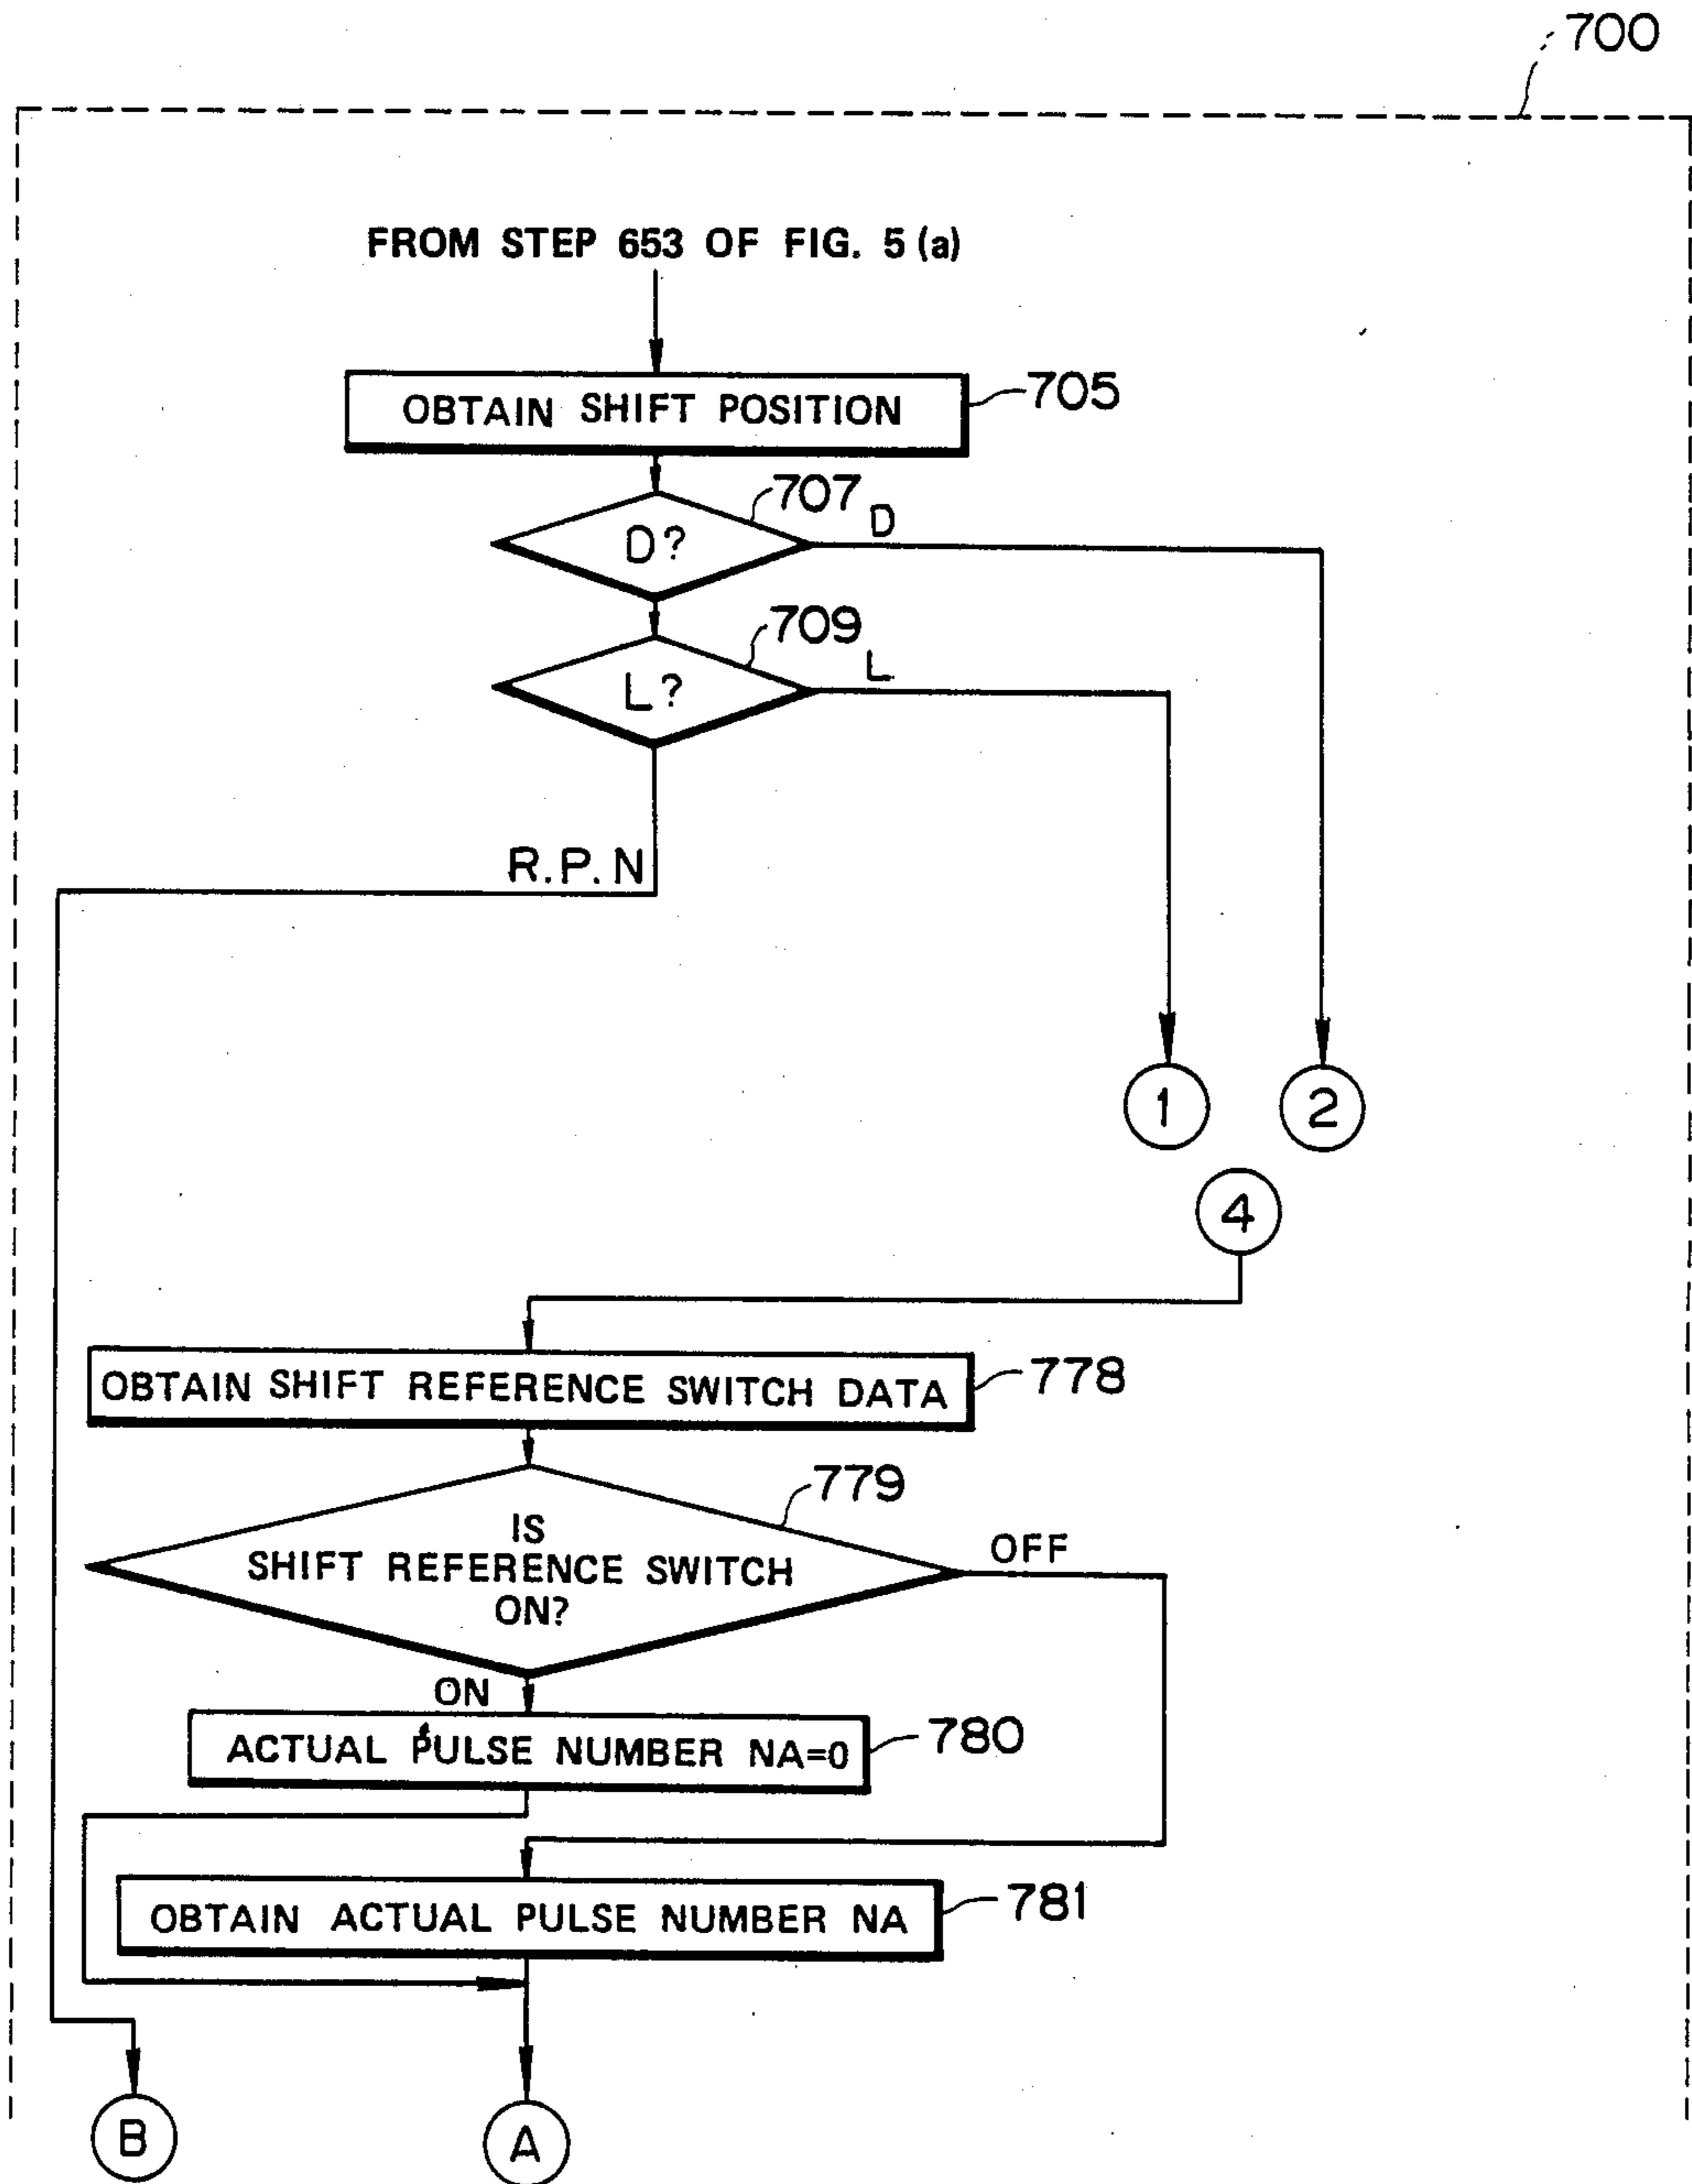 700
FROM STEP 653 OF FIG. 5 (a)
OBTAIN SHIFT POSITION
705
707
D
D?
709
L
L?
R.P.N
1
2
4
OBTAIN SHIFT REFERENCE SWITCH DATA
778
779
IS
SHIFT REFERENCE SWITCH
ON?
OFF
ON
ACTUAL PULSE NUMBER NA=0
780
OBTAIN ACTUAL PULSE NUMBER NA
781
B
A